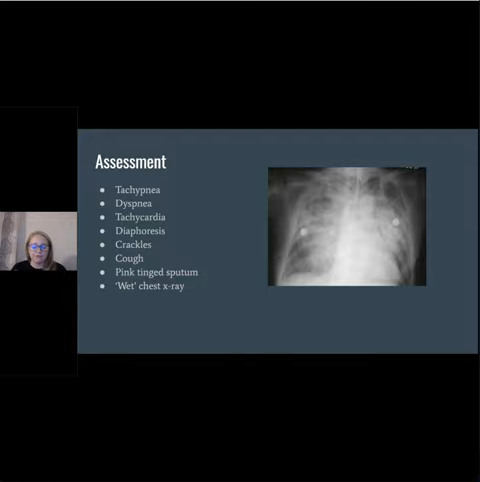 Assessment
Tachypnea
Dyspnea
Tachycardia
Diaphoresis
Crackles
Cough
Pink tinged sputum
‘Wet’ chest x-ray